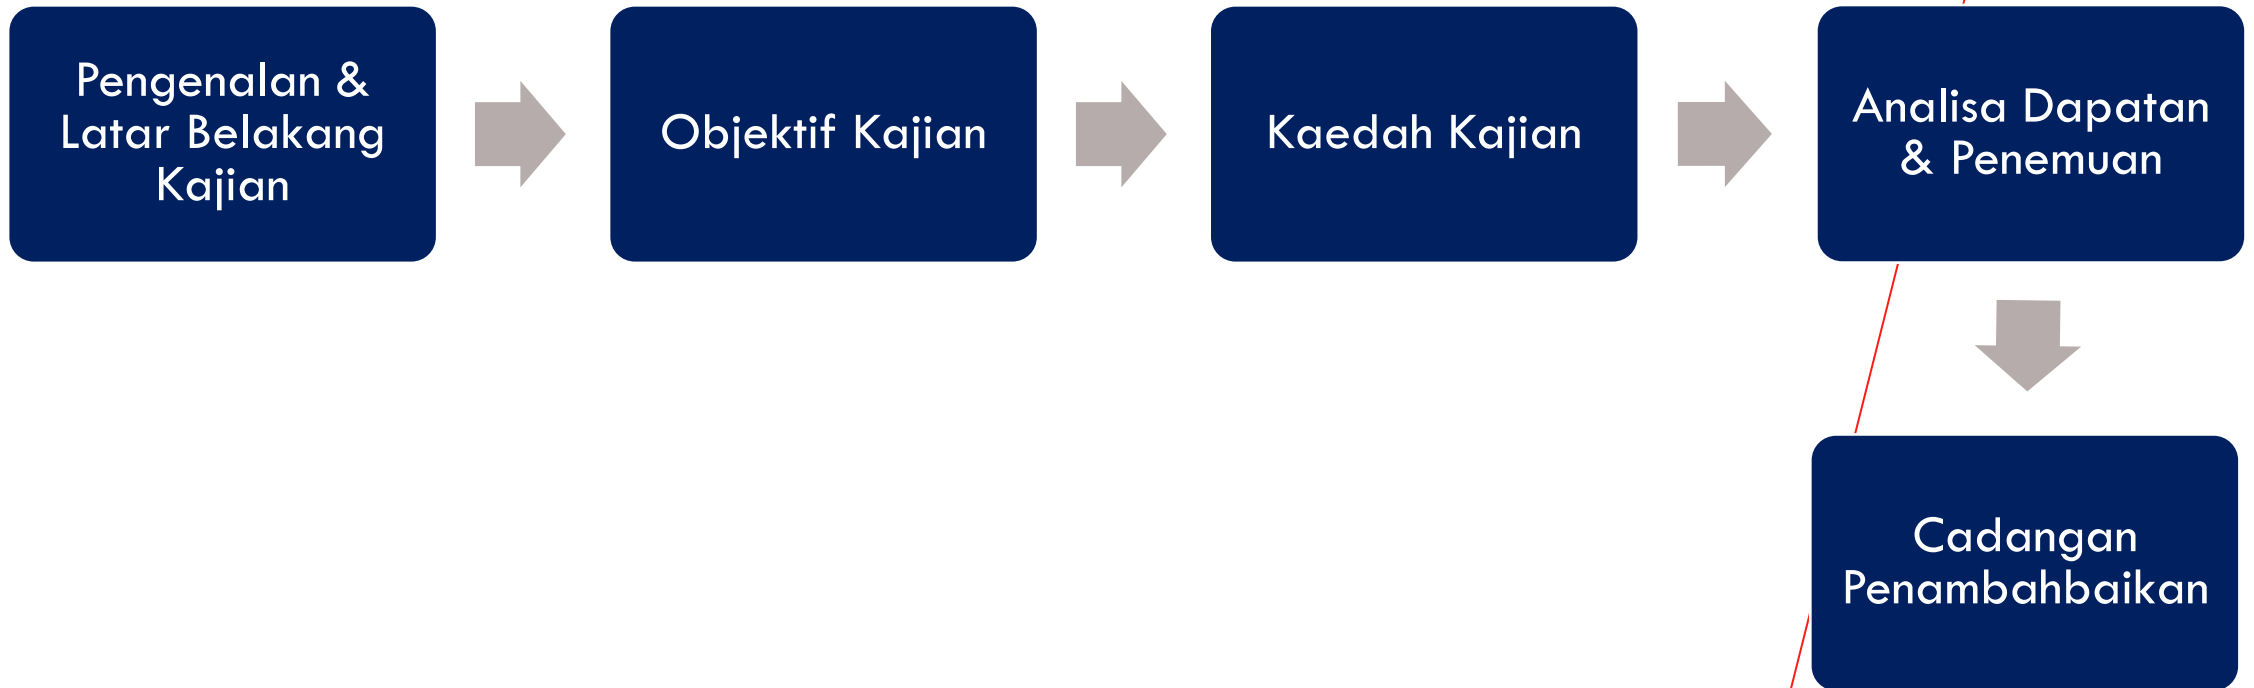 Pengenalan &
Latar Belakang
Kajian
Objektif Kajian
Kaedah Kajian
Analisa Dapatan
& Penemuan
Cadangan
Penambahbaikan